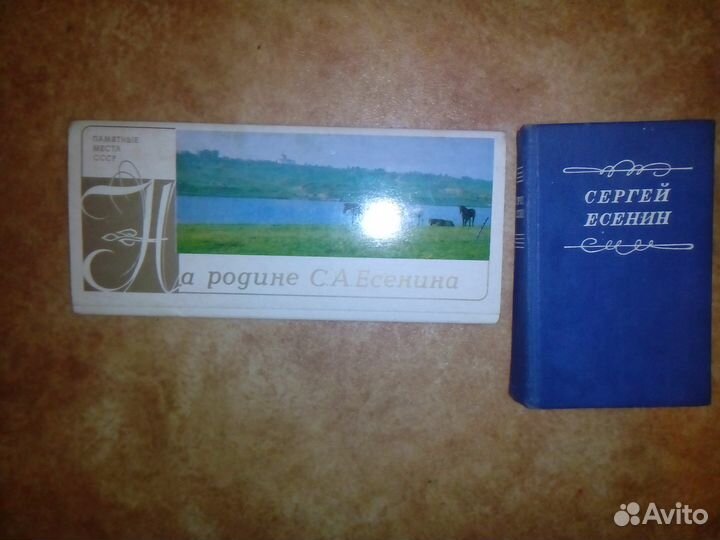 ПАМЯТНЫЕ
МЕСТА
СССР
На родине С.А.Есенина
СЕРГЕЙ
ЕСЕНИН
Avito